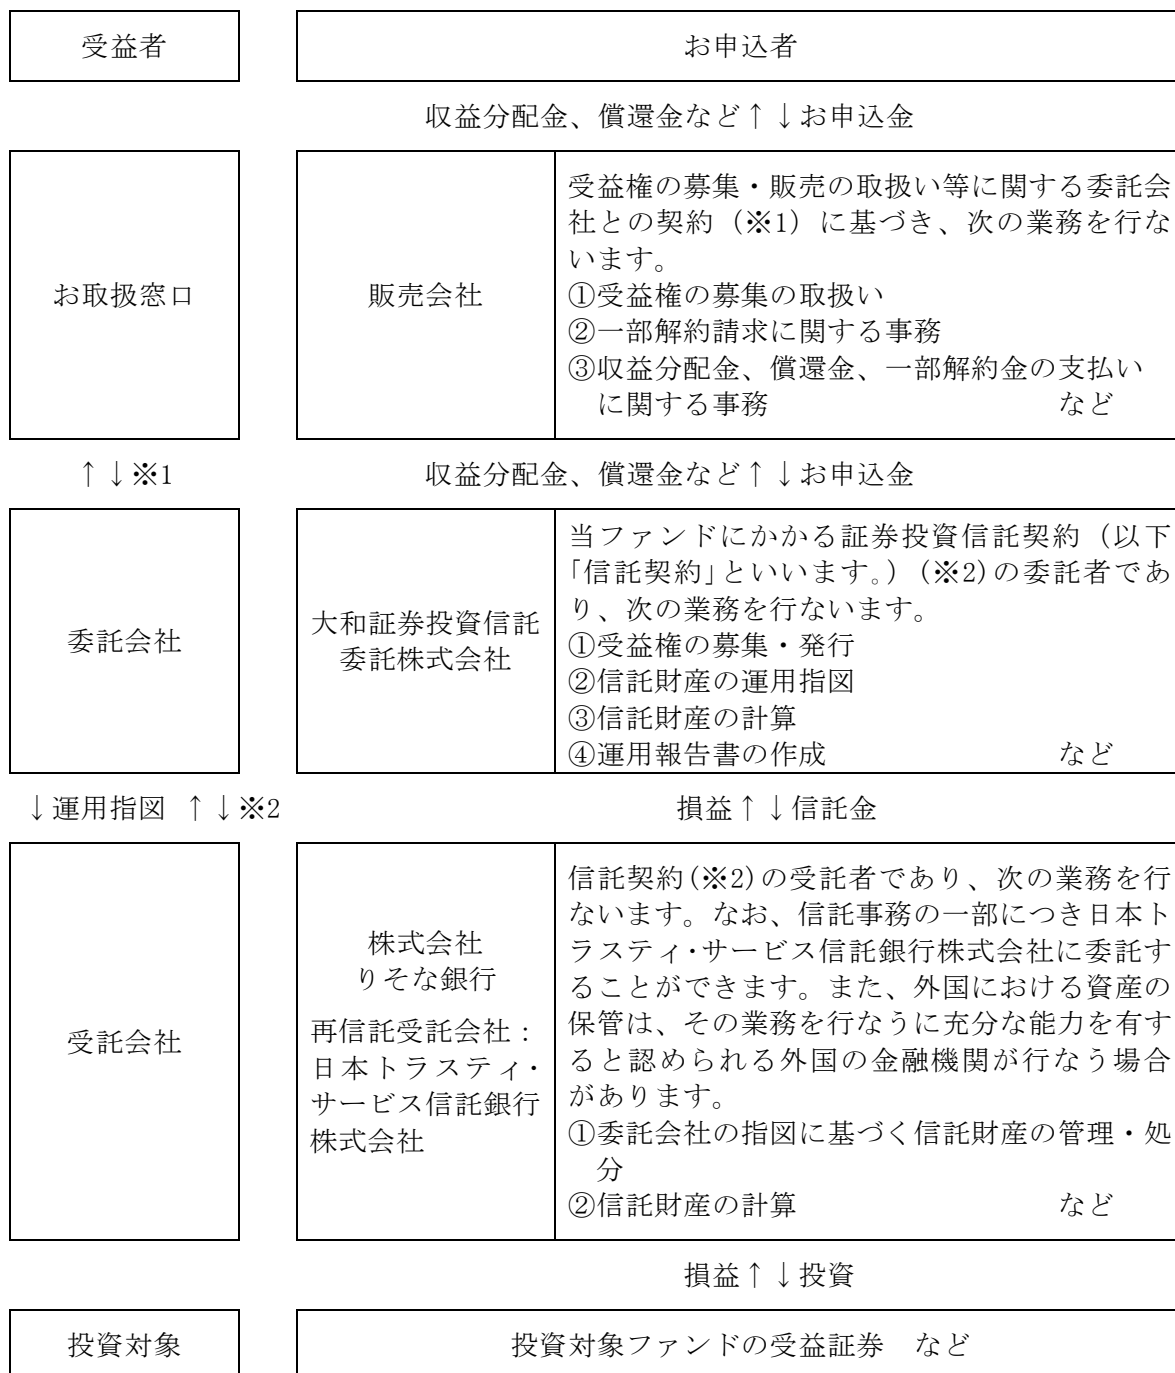 受益者
お申込者
収益分配金、償還金など↑↓お申込金
お取扱窓口
販売会社
受益権の募集・販売の取扱い等に関する委託会
社との契約（※1）に基づき、次の業務を行な
います。
①受益権の募集の取扱い
②一部解約請求に関する事務
③収益分配金、償還金、一部解約金の支払い
に関する事務　など
↑↓※1
収益分配金、償還金など↑↓お申込金
委託会社
大和証券投資信託
委託株式会社
当ファンドにかかる証券投資信託契約（以下
「信託契約」といいます。）(※2)の委託者であ
り、次の業務を行ないます。
①受益権の募集・発行
②信託財産の運用指図
③信託財産の計算
④運用報告書の作成　など
↓運用指図 ↑↓※2
損益↑↓信託金
受託会社
株式会社
りそな銀行
再信託受託会社：
日本トラスティ・
サービス信託銀行
株式会社
信託契約(※2)の受託者であり、次の業務を行
ないます。なお、信託事務の一部につき日本ト
ラスティ・サービス信託銀行株式会社に委託す
ることができます。また、外国における資産の
保管は、その業務を行なうに充分な能力を有す
ると認められる外国の金融機関が行なう場合
があります。
①委託会社の指図に基づく信託財産の管理・処
分
②信託財産の計算　など
損益↑↓投資
投資対象
投資対象ファンドの受益証券　など